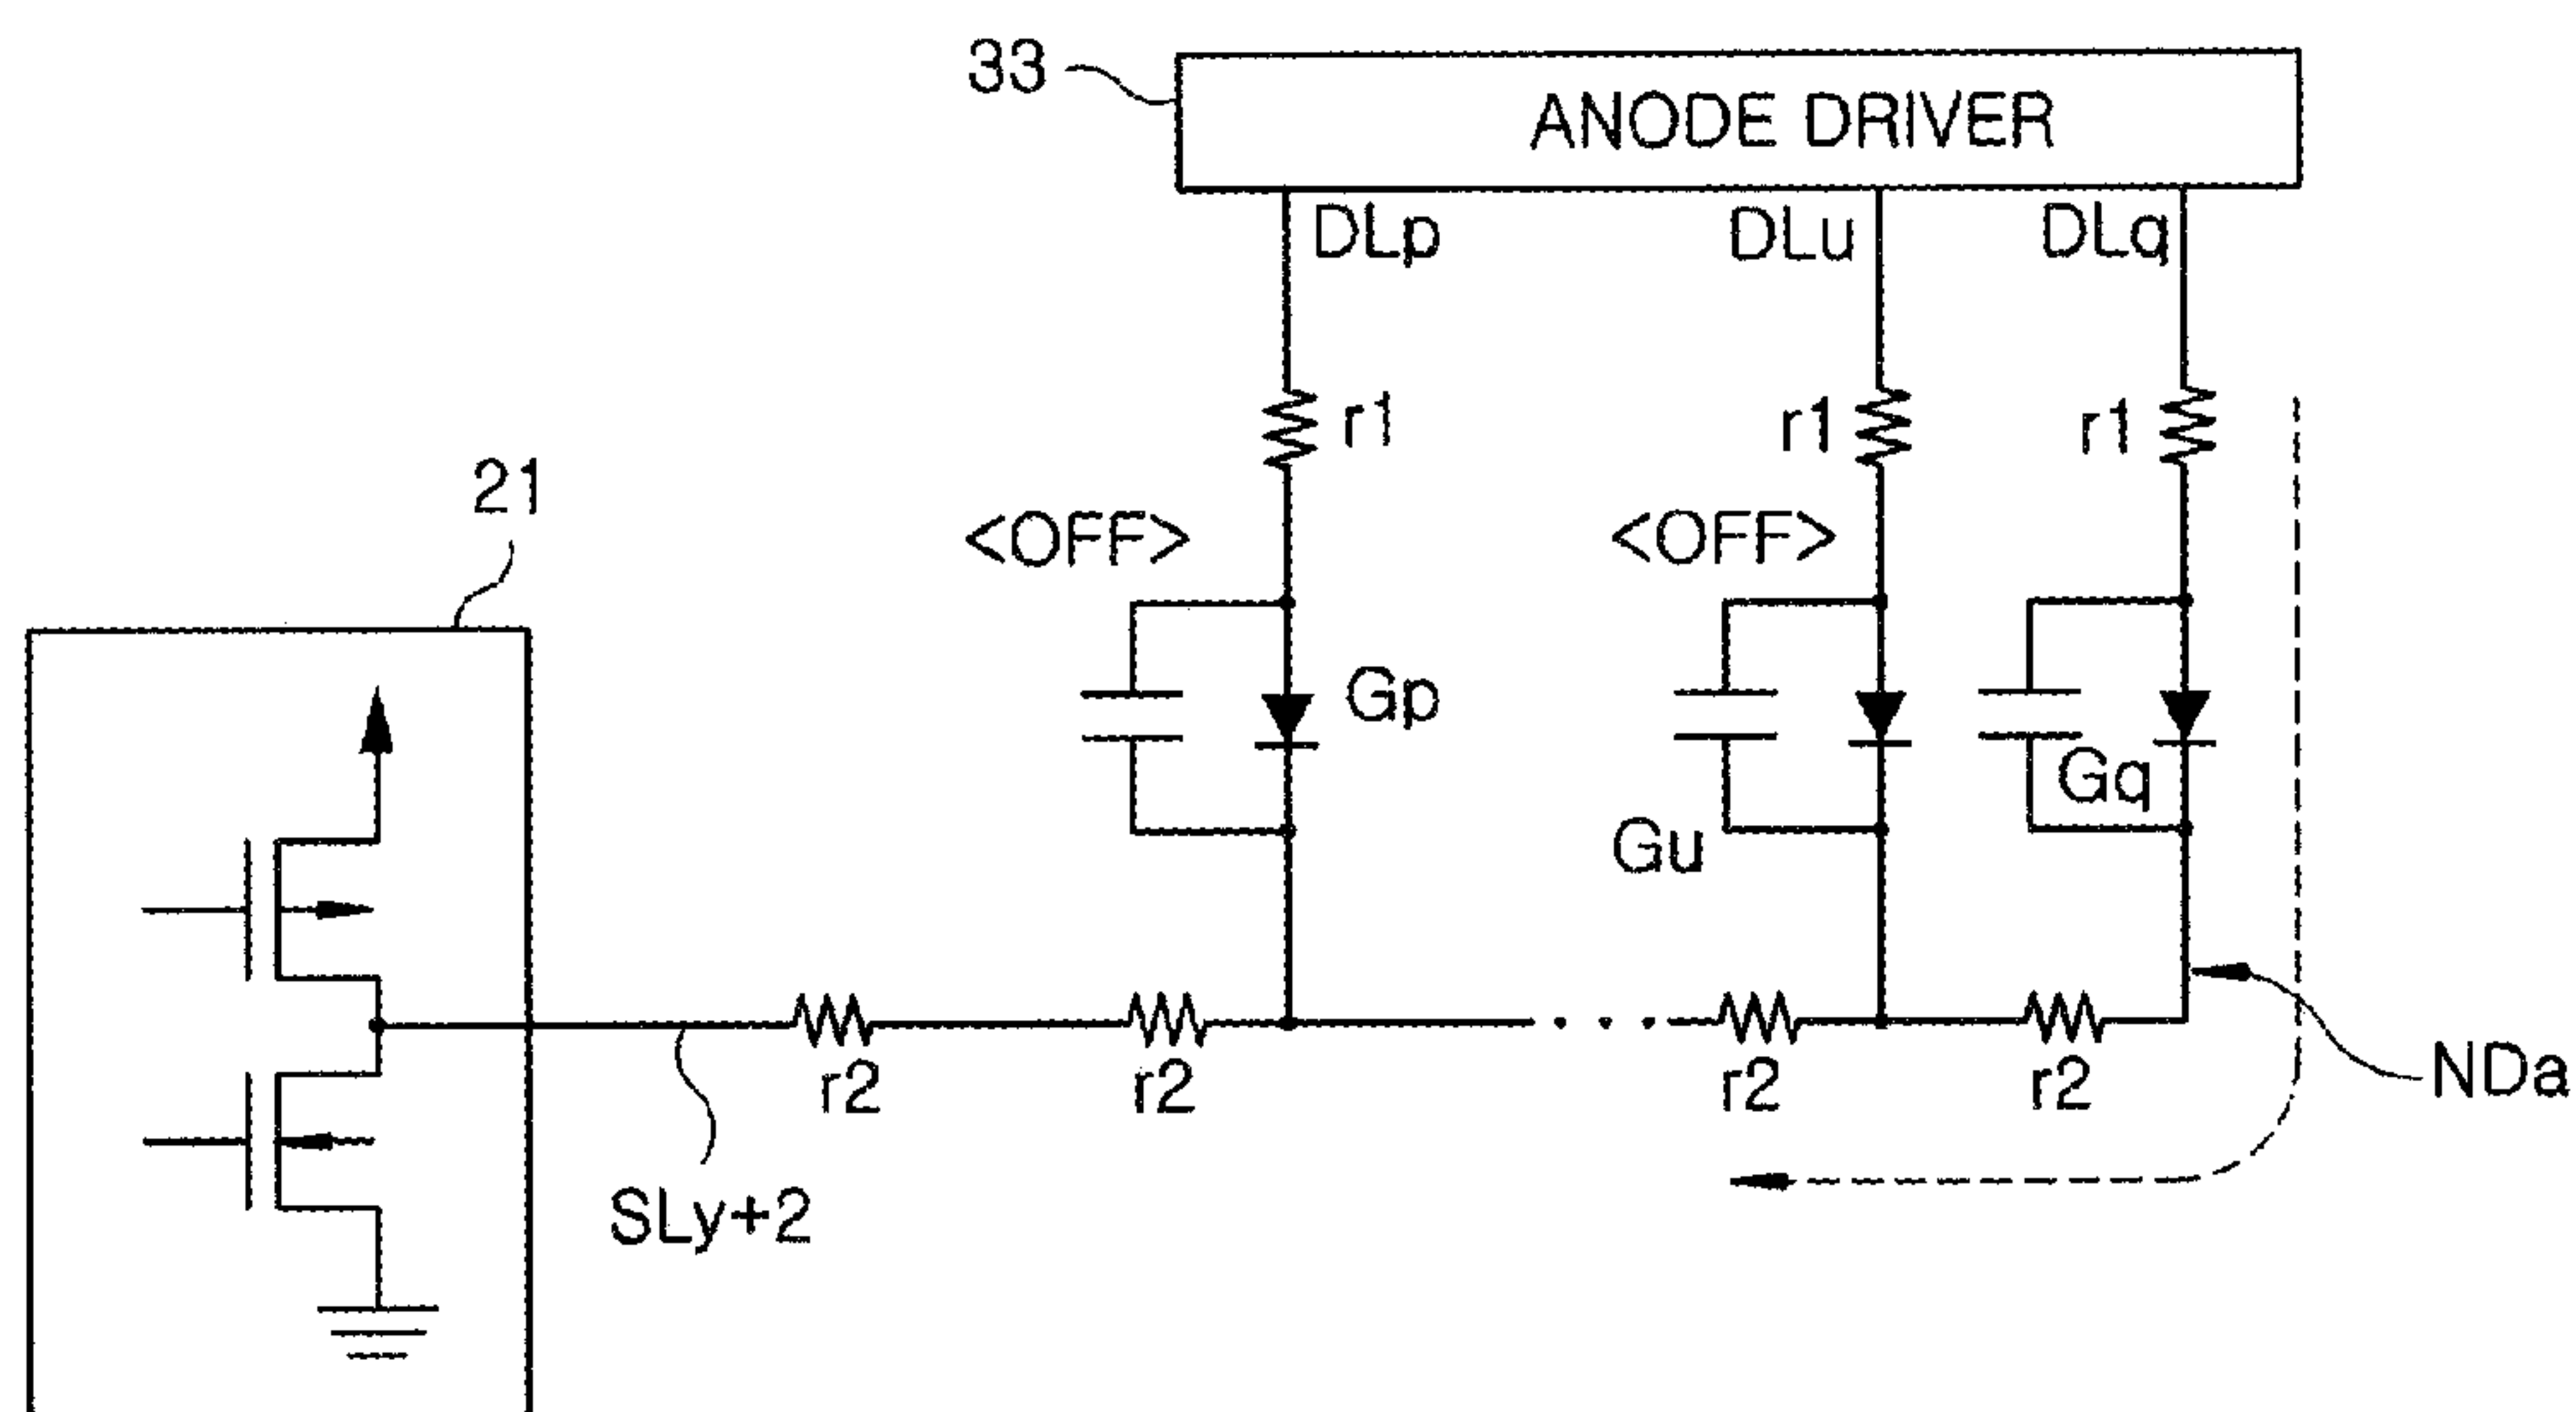 33
ANODE DRIVER
DLp
DLu
DLq
r1
r1
r1
21
<OFF>
<OFF>
Gp
Gq
Gu
r2
r2
r2
r2
NDa
SLy+2